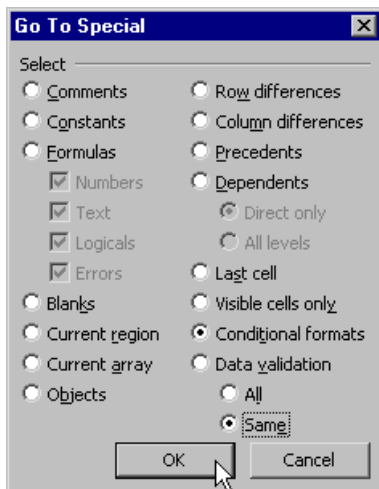 Go To Special
Select
Comments
Constants
Formulas
Numbers
Text
Logicals
Errors
Blanks
Current region
Current array
Objects
Row differences
Column differences
Precedents
Dependents
Direct only
All levels
Last cell
Visible cells only
Conditional formats
Data validation
All
Same
OK
Cancel